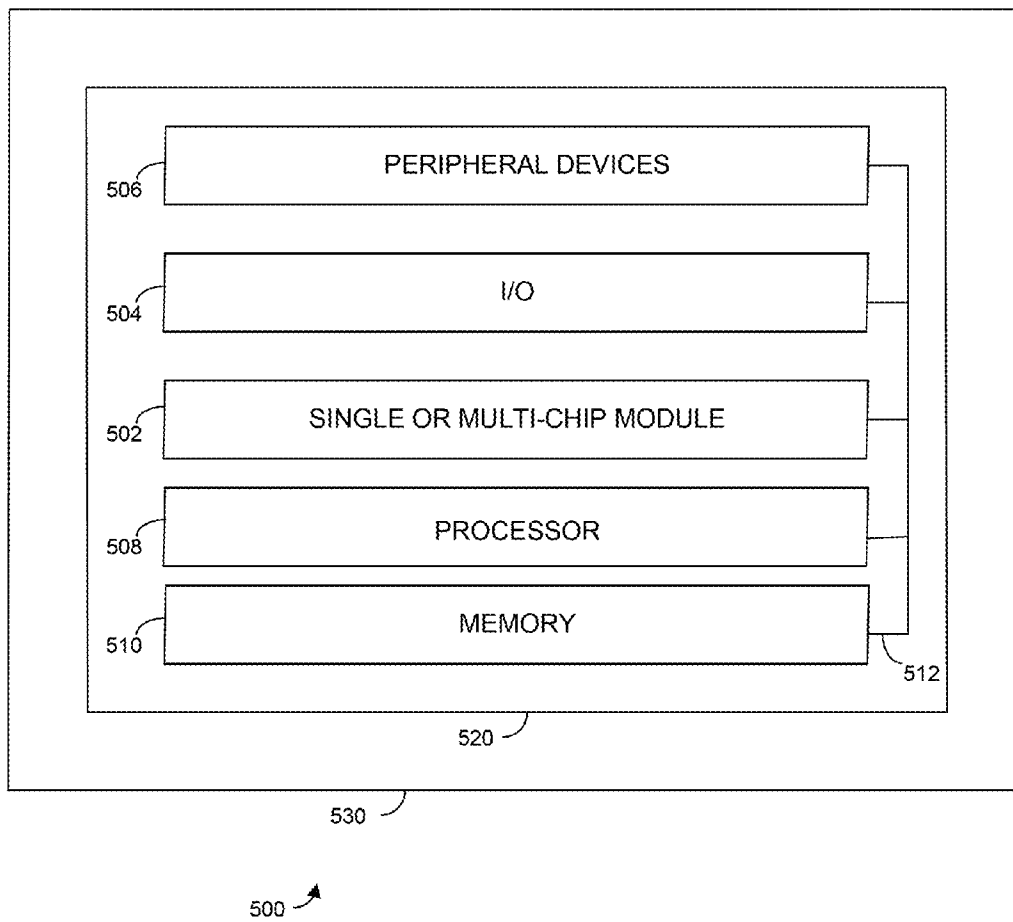 PERIPHERAL DEVICES
506
I/O
504
SINGLE OR MULTI-CHIP MODULE
502
PROCESSOR
508
MEMORY
510
512
520
530
500